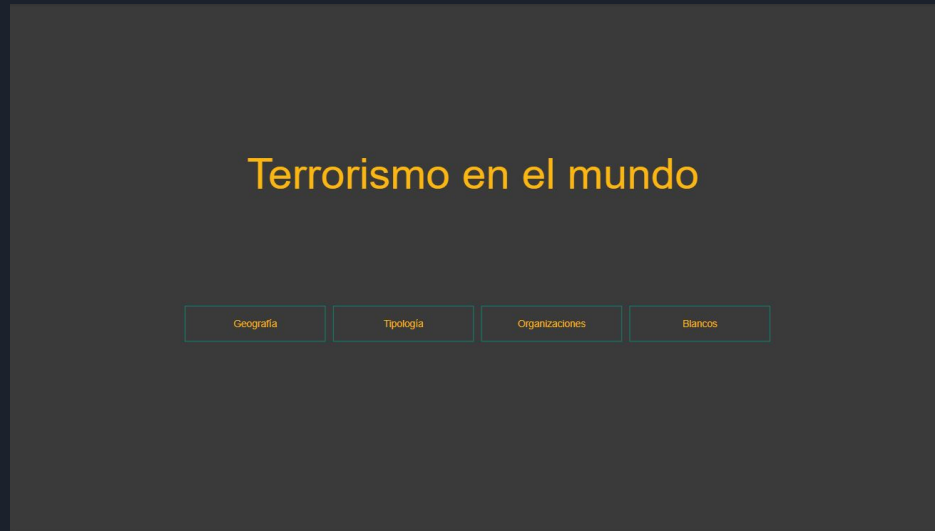 Terrorismo en el mundo
Geografía
Tipología
Organizaciones
Blancos